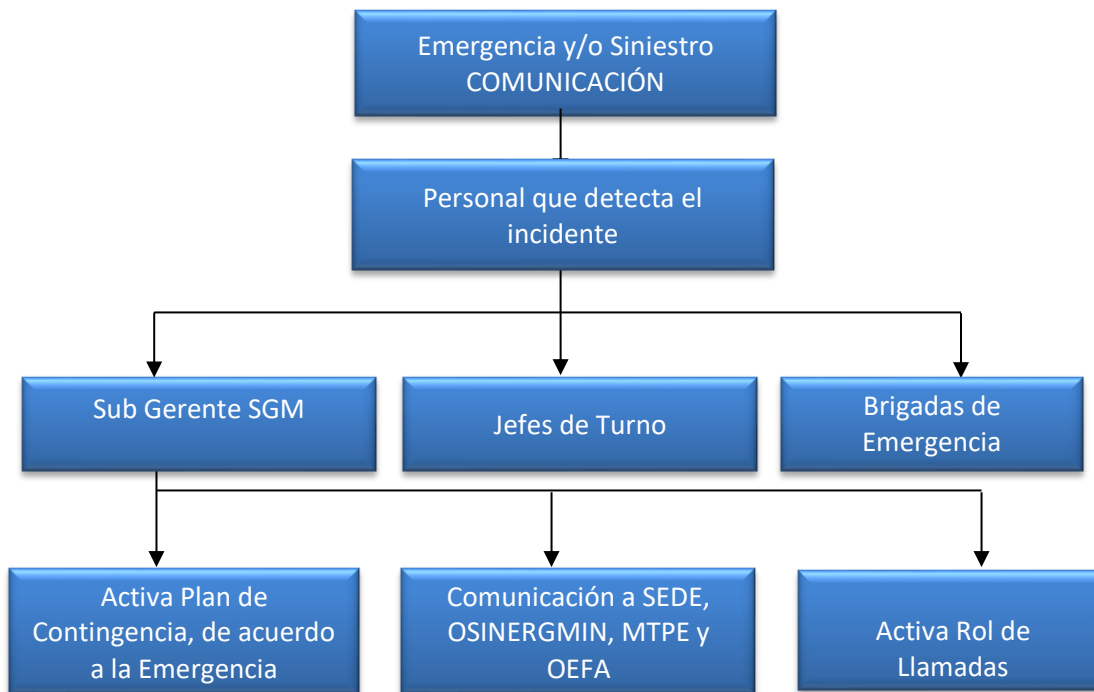 Emergencia y/o Siniestro
COMUNICACIÓN
Personal que detecta el
incidente
Sub Gerente SGM
Jefes de Turno
Brigadas de
Emergencia
Activa Plan de
Contingencia, de acuerdo
a la Emergencia
Comunicación a SEDE,
OSINERGMIN, MTPE y
OEFA
Activa Rol de
Llamadas